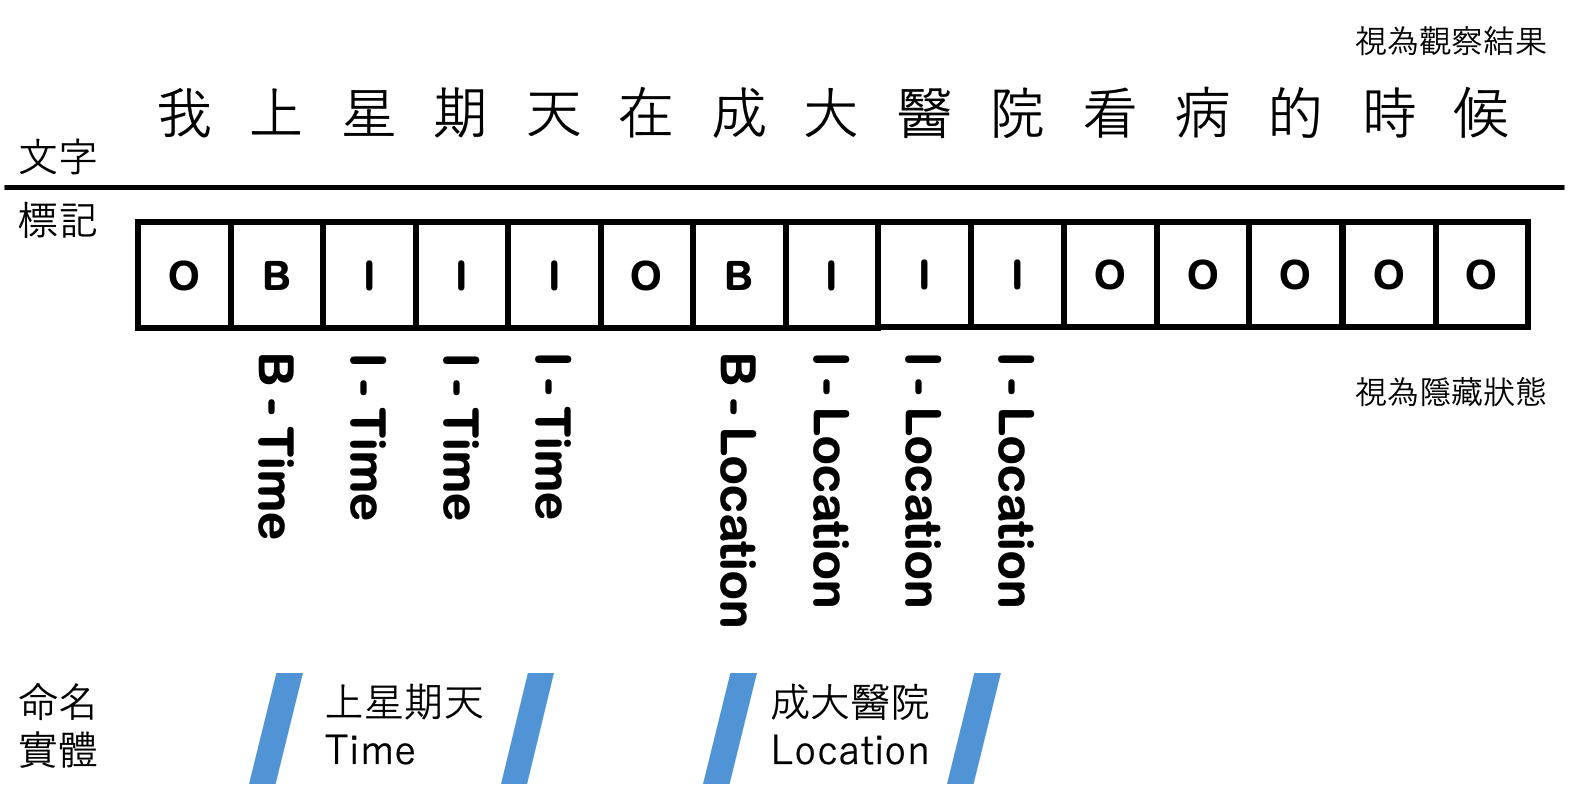 視為觀察結果
我上星期天在成大醫院看病的時候
文字
標記
O B I I I O B I I I O O O O O
B - Time I - Time I - Time I - Time B - Location I - Location I - Location I - Location
視為隱藏狀態
命名 上星期天 成大醫院
實體 Time Location